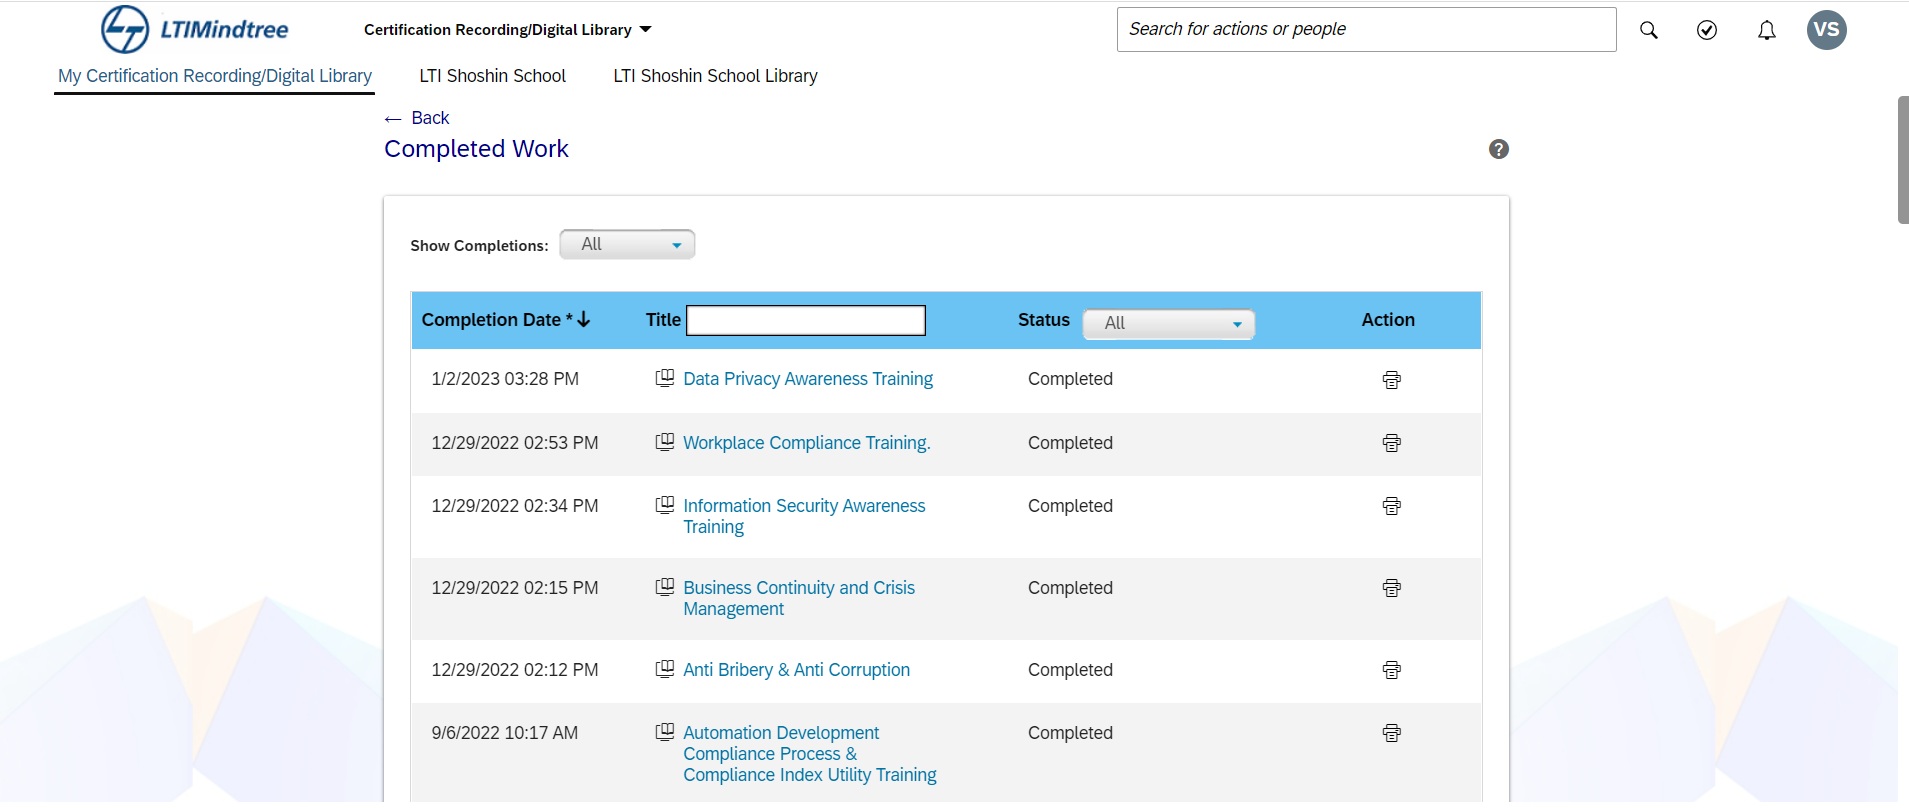 LTIMindtree
Certification Recording/Digital Library
Search for actions or people
VS
My Certification Recording/Digital Library
LTI Shoshin School
LTI Shoshin School Library
← Back
Completed Work
?
Show Completions: All
Completion Date * ↓ Title Status All Action
1/2/2023 03:28 PM Data Privacy Awareness Training Completed
12/29/2022 02:53 PM Workplace Compliance Training. Completed
12/29/2022 02:34 PM Information Security Awareness Completed
Training
12/29/2022 02:15 PM Business Continuity and Crisis Completed
Management
12/29/2022 02:12 PM Anti Bribery & Anti Corruption Completed
9/6/2022 10:17 AM Automation Development Completed
Compliance Process &
Compliance Index Utility Training